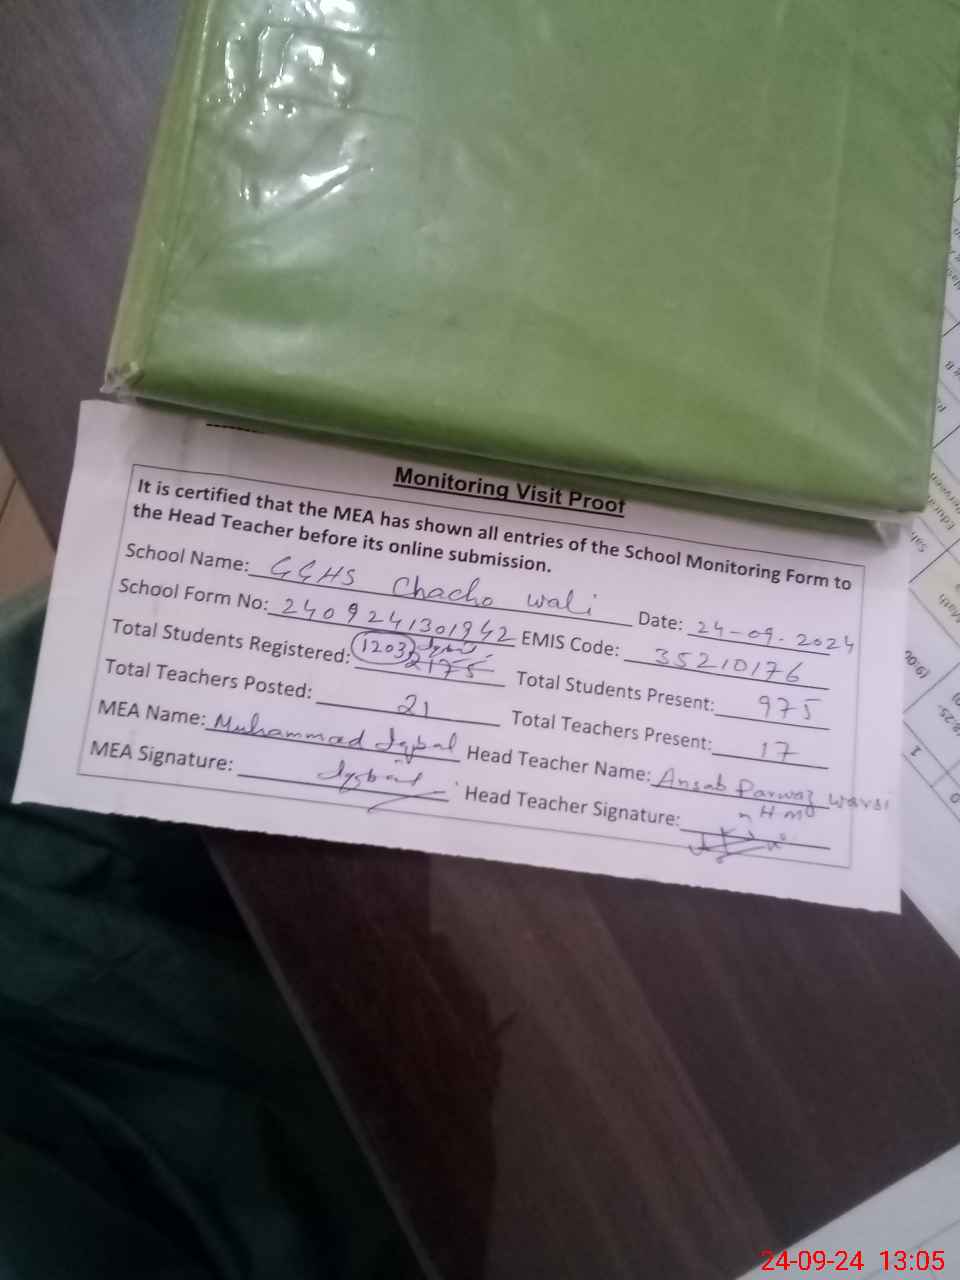 Monitoring Visit Proof
It is certified that the MEA has shown all entries of the School Monitoring Form to
the Head Teacher before its online submission.
School Name: GGHS Chacho wali Date: 24-09-2024
School Form No: 2409241301942 EMIS Code: 35210176
Total Students Registered: 1203 2175 Iqbal Total Students Present: 975
Total Teachers Posted: 21 Total Teachers Present: 17
MEA Name: Muhammad Iqbal Head Teacher Name: Ansab Parwaz warsi
MEA Signature: Iqbal Head Teacher Signature:
24-09-24 13:05